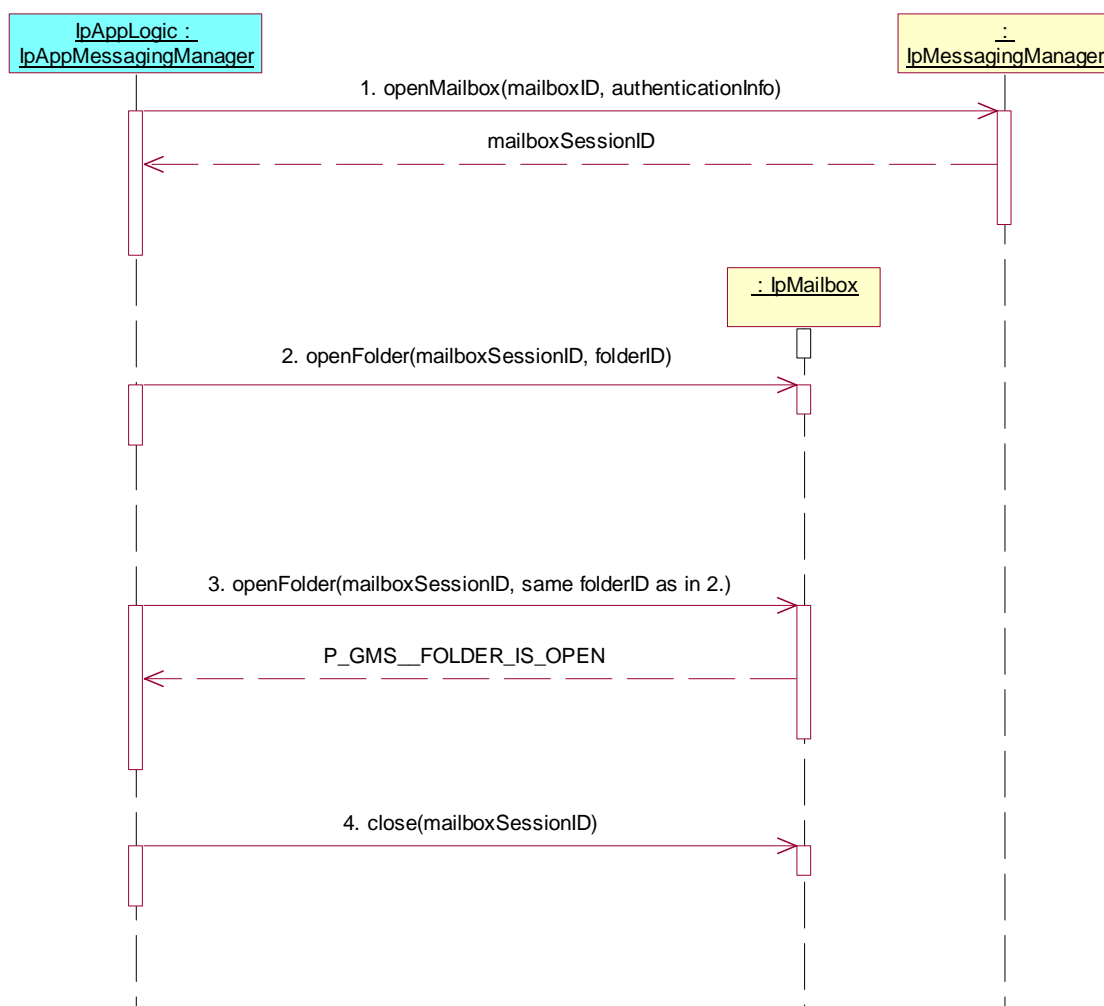 IpAppLogic :
IpAppMessagingManager
:
IpMessagingManager
1. openMailbox(mailboxID, authenticationInfo)
mailboxSessionID
: IpMailbox
2. openFolder(mailboxSessionID, folderID)
3. openFolder(mailboxSessionID, same folderID as in 2.)
P_GMS__FOLDER_IS_OPEN
4. close(mailboxSessionID)